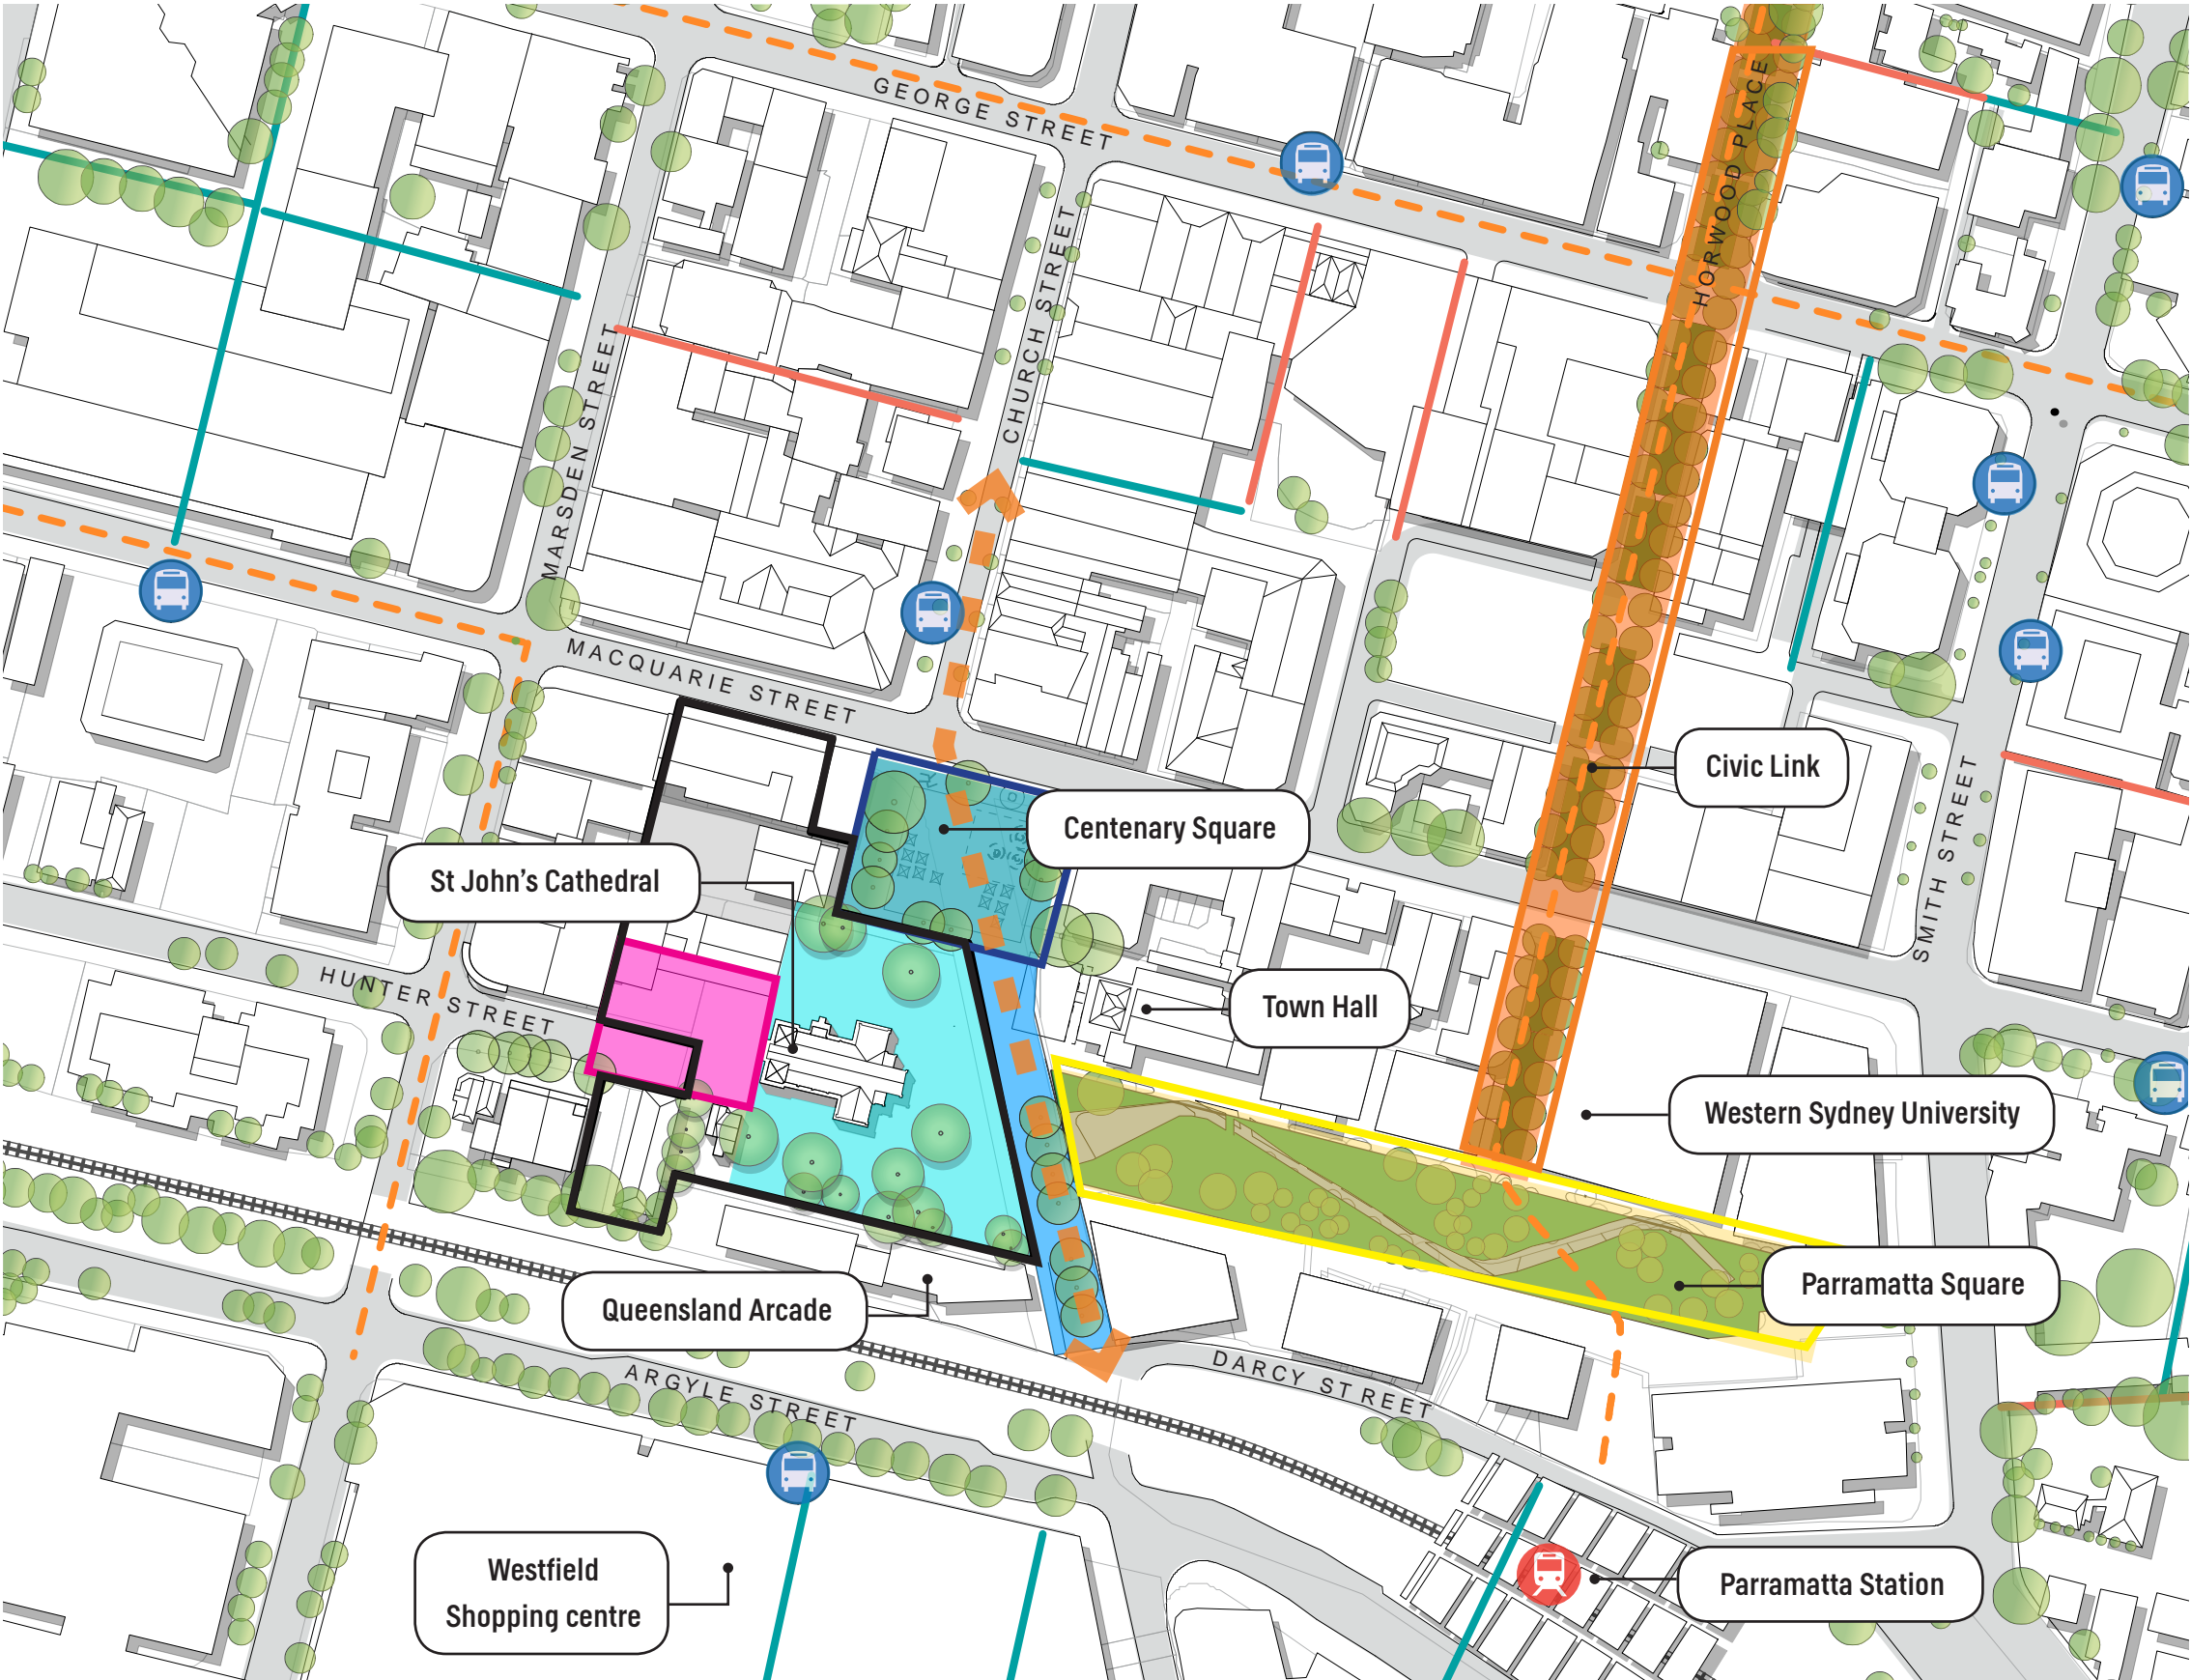 GEORGE STREET
HORWOOD PLACE
CHURCH STREET
MARSDEN STREET
MACQUARIE STREET
Civic Link
Centenary Square
St John's Cathedral
SMITH STREET
HUNTER STREET
Town Hall
Western Sydney University
Parramatta Square
Queensland Arcade
DARCY STREET
ARGYLE STREET
Westfield
Shopping centre
Parramatta Station